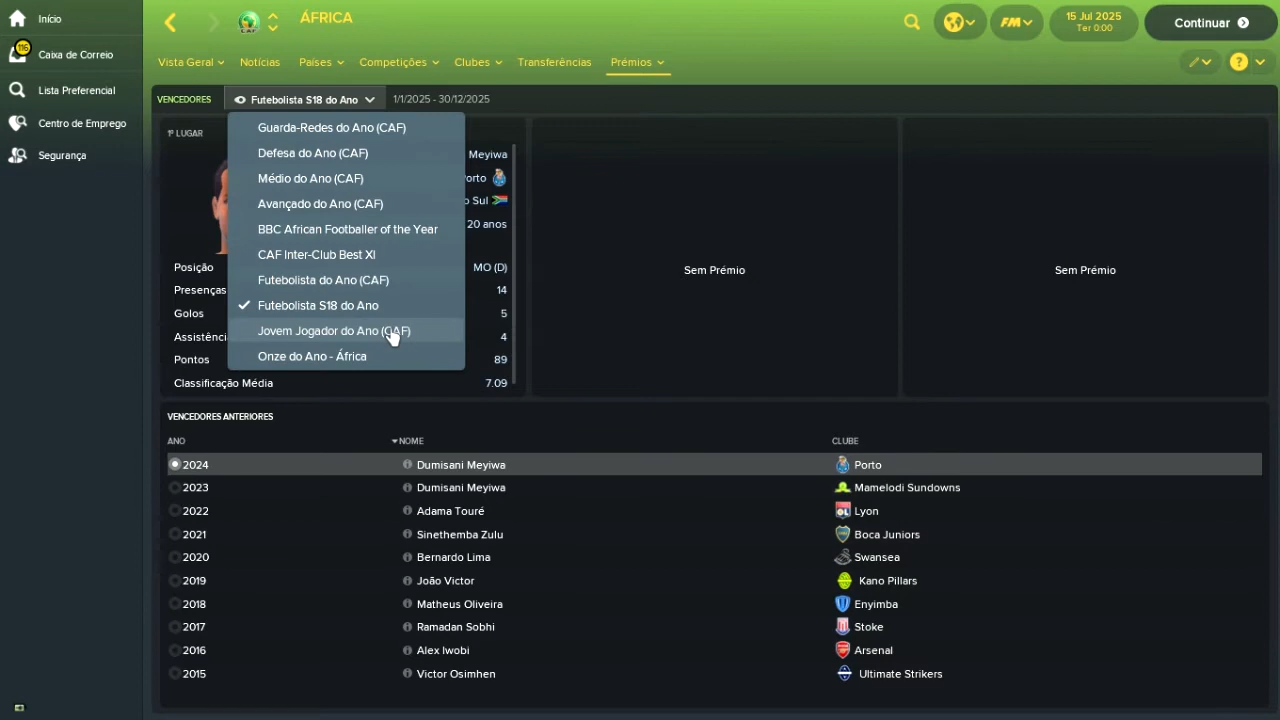 Início
Caixa de Correio
116
Lista Preferencial
Centro de Emprego
Segurança
CAF
ÁFRICA
FM
15 Jul 2025
Ter 0:00
Continuar
Vista Geral
Notícias
Países
Competições
Clubes
Transferências
Prémios
?
VENCEDORES
Futebolista S18 do Ano
1/1/2025 - 30/12/2025
1º LUGAR
Guarda-Redes do Ano (CAF)
Defesa do Ano (CAF)
Médio do Ano (CAF)
Avançado do Ano (CAF)
BBC African Footballer of the Year
CAF Inter-Club Best XI
Futebolista do Ano (CAF)
Futebolista S18 do Ano
Jovem Jogador do Ano (CAF)
Onze do Ano - África
Meyiwa
orto
o Sul
20 anos
Posição MO (D)
Presenças 14
Golos 5
Assistênci 4
Pontos 89
Classificação Média 7.09
Sem Prémio
Sem Prémio
VENCEDORES ANTERIORES
ANO NOME CLUBE
2024 Dumisani Meyiwa Porto
2023 Dumisani Meyiwa Mamelodi Sundowns
2022 Adama Touré Lyon
2021 Sinethemba Zulu Boca Juniors
2020 Bernardo Lima Swansea
2019 João Victor Kano Pillars
2018 Matheus Oliveira Enyimba
2017 Ramadan Sobhi Stoke
2016 Alex Iwobi Arsenal
2015 Victor Osimhen Ultimate Strikers